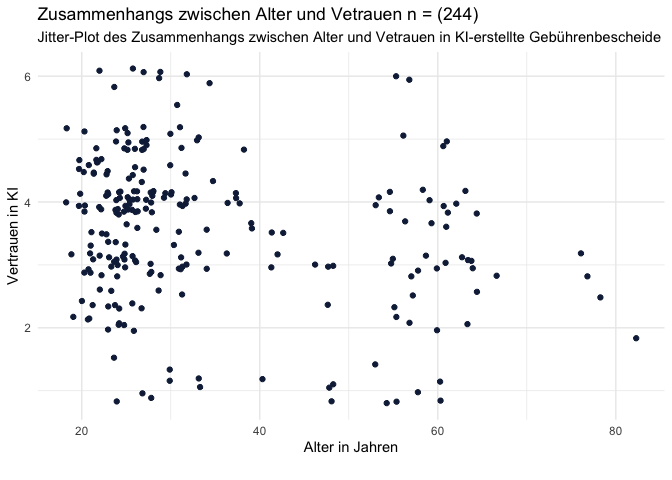 Zusammenhangs zwischen Alter und Vetrauen n = (244)
Jitter-Plot des Zusammenhangs zwischen Alter und Vetrauen in KI-erstellte Gebührenbescheide
Vertrauen in KI
6
4
2
20 40 60 80
Alter in Jahren